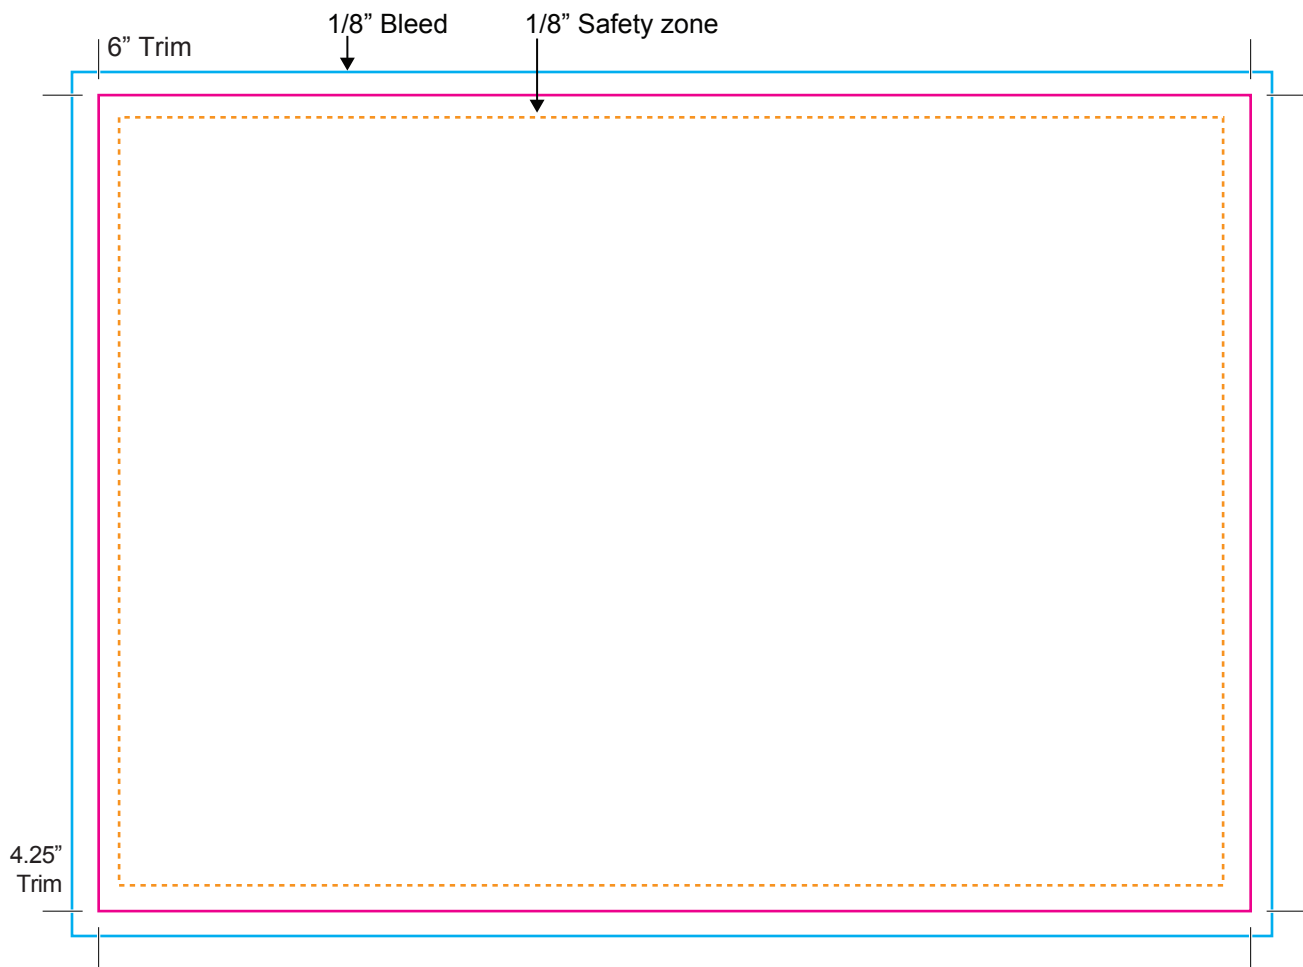 1/8” Bleed
1/8” Safety zone
6” Trim
4.25”
Trim